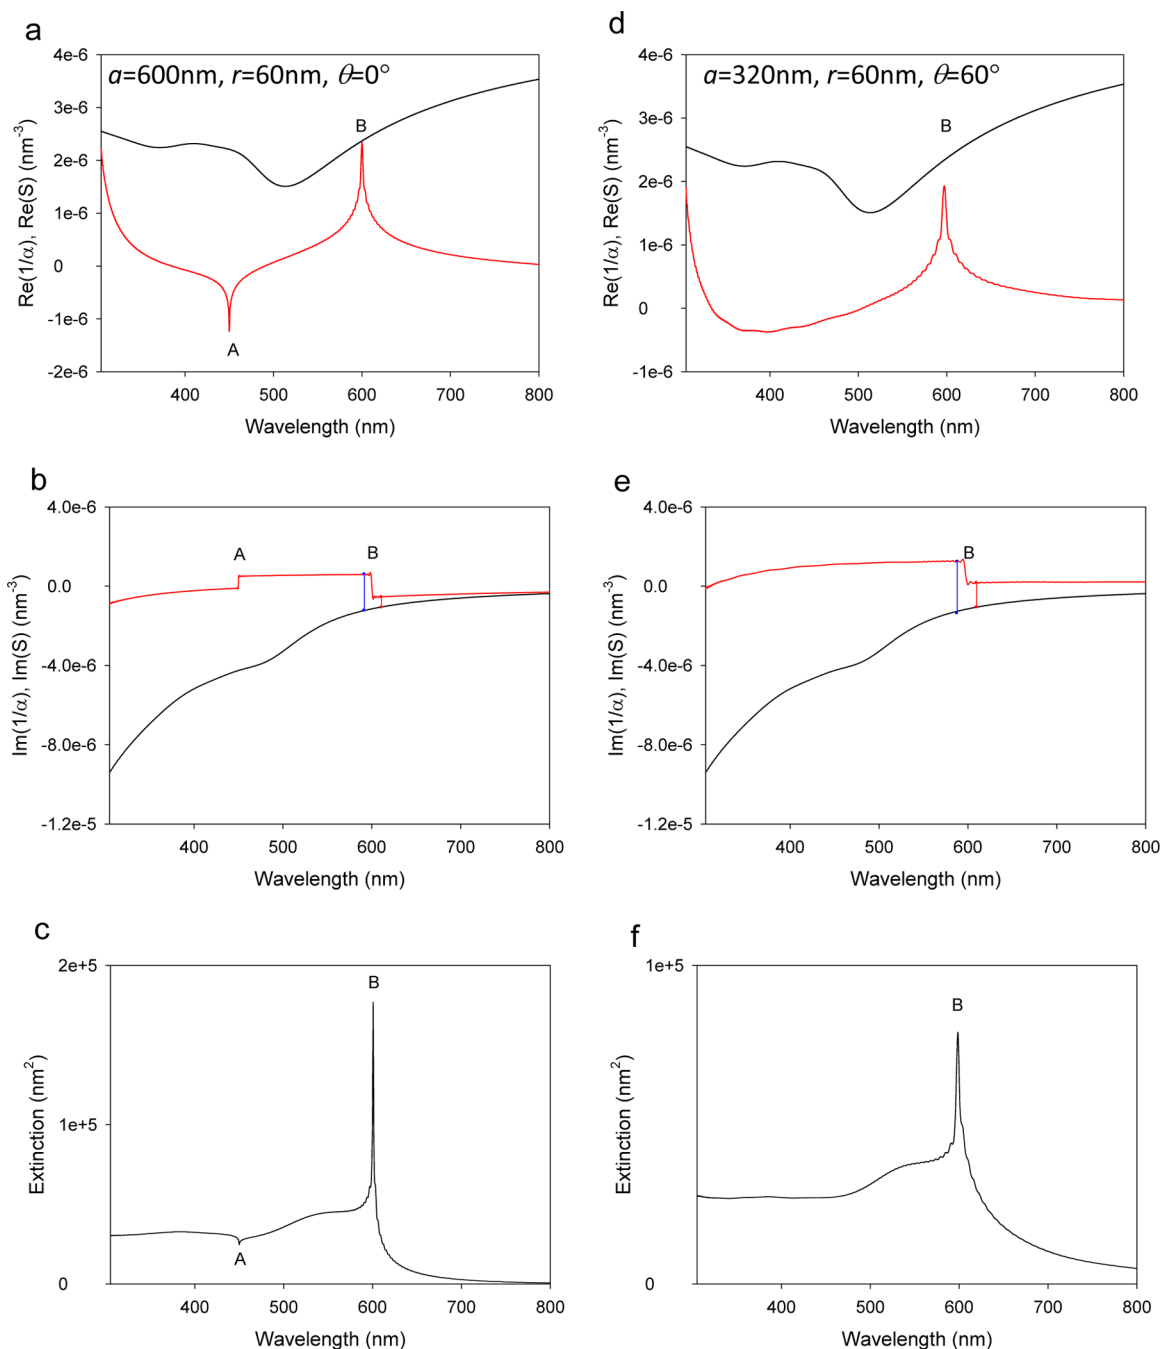 a
a=600nm, r=60nm, θ=0°
4e-6
3e-6
2e-6
1e-6
0
-1e-6
-2e-6
Re(1/α), Re(S) (nm-3)
A
B
400 500 600 700 800
Wavelength (nm)
d
a=320nm, r=60nm, θ=60°
4e-6
3e-6
2e-6
1e-6
0
-1e-6
Re(1/α), Re(S) (nm-3)
B
400 500 600 700 800
Wavelength (nm)
b
4.0e-6
0.0
-4.0e-6
-8.0e-6
-1.2e-5
Im(1/α), Im(S) (nm-3)
A
B
400 500 600 700 800
Wavelength (nm)
e
4.0e-6
0.0
-4.0e-6
-8.0e-6
-1.2e-5
Im(1/α), Im(S) (nm-3)
B
400 500 600 700 800
Wavelength (nm)
c
2e+5
1e+5
0
Extinction (nm2)
A
B
400 500 600 700 800
Wavelength (nm)
f
1e+5
0
Extinction (nm2)
B
400 500 600 700 800
Wavelength (nm)